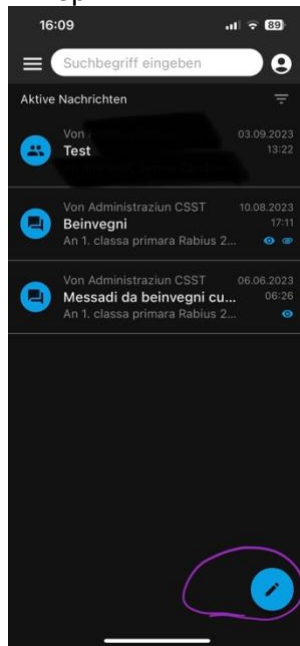 16:09
89
Suchbegriff eingeben
Aktive Nachrichten
Von
03.09.2023
Test
13:22
Von Administraziun CSST
10.08.2023
Beinvegni
17:11
An 1. classa primara Rabius 2...
Von Administraziun CSST
06.06.2023
Messadi da beinvegni cu...
06:26
An 1. classa primara Rabius 2...